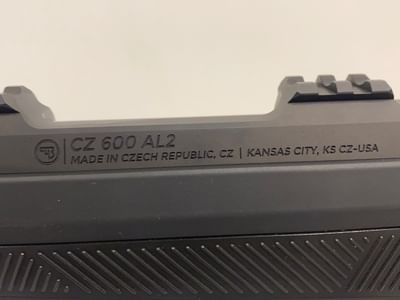 CZ 600 AL2
MADE IN CZECH REPUBLIC, CZ | KANSAS CITY, KS CZ-USA